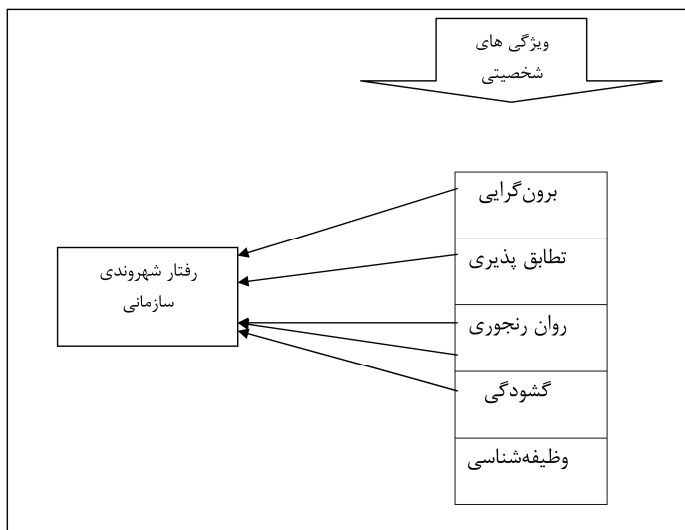 ویژگی های
شخصیتی
برون‌گرایی
تطابق پذیری
روان رنجوری
گشودگی
وظیفه‌شناسی
رفتار شهروندی
سازمانی